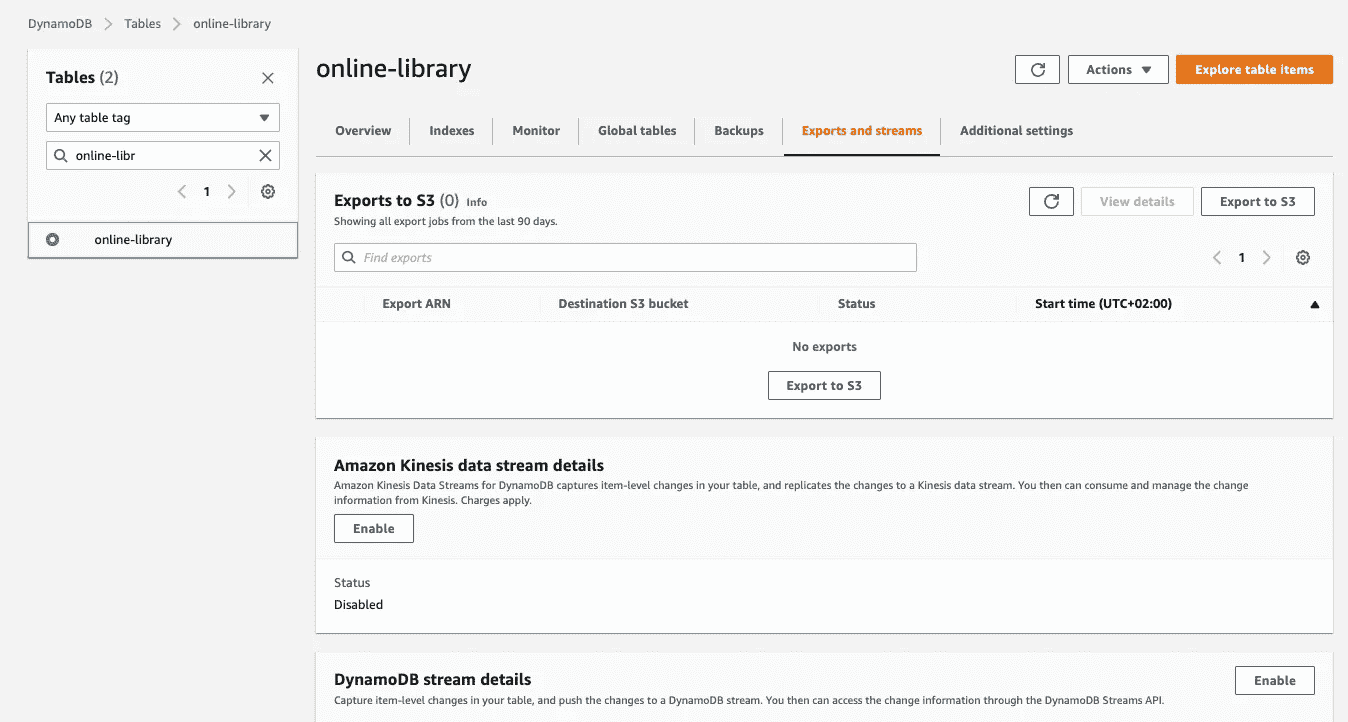 DynamoDB > Tables > online-library
Tables (2)
Any table tag
online-libr
1
online-library
online-library
Actions
Explore table items
Overview
Indexes
Monitor
Global tables
Backups
Exports and streams
Additional settings
Exports to S3 (0) Info
Showing all export jobs from the last 90 days.
View details
Export to S3
Find exports
1
Export ARN
Destination S3 bucket
Status
Start time (UTC+02:00)
No exports
Export to S3
Amazon Kinesis data stream details
Amazon Kinesis Data Streams for DynamoDB captures item-level changes in your table, and replicates the changes to a Kinesis data stream. You then can consume and manage the change
information from Kinesis. Charges apply.
Enable
Status
Disabled
DynamoDB stream details
Enable
Capture item-level changes in your table, and push the changes to a DynamoDB stream. You then can access the change information through the DynamoDB Streams API.